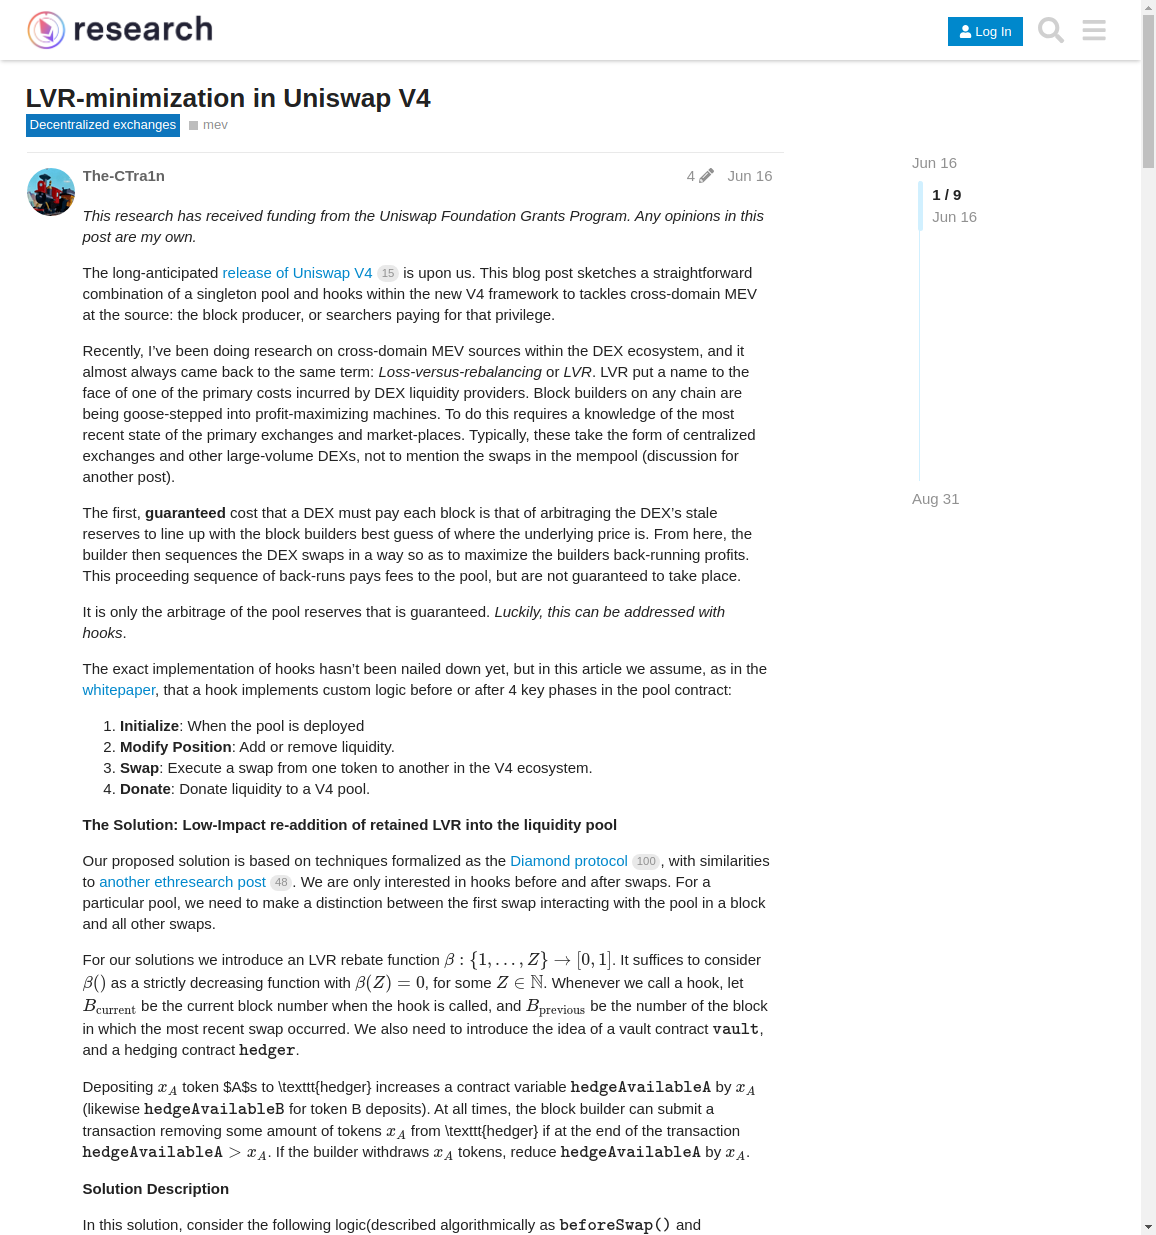 research
Log In
LVR-minimization in Uniswap V4
Decentralized exchanges mev
The-CTra1n 4 Jun 16
This research has received funding from the Uniswap Foundation Grants Program. Any opinions in this
post are my own.
The long-anticipated release of Uniswap V4 15 is upon us. This blog post sketches a straightforward
combination of a singleton pool and hooks within the new V4 framework to tackles cross-domain MEV
at the source: the block producer, or searchers paying for that privilege.
Recently, I’ve been doing research on cross-domain MEV sources within the DEX ecosystem, and it
almost always came back to the same term: Loss-versus-rebalancing or LVR. LVR put a name to the
face of one of the primary costs incurred by DEX liquidity providers. Block builders on any chain are
being goose-stepped into profit-maximizing machines. To do this requires a knowledge of the most
recent state of the primary exchanges and market-places. Typically, these take the form of centralized
exchanges and other large-volume DEXs, not to mention the swaps in the mempool (discussion for
another post).
The first, guaranteed cost that a DEX must pay each block is that of arbitraging the DEX’s stale
reserves to line up with the block builders best guess of where the underlying price is. From here, the
builder then sequences the DEX swaps in a way so as to maximize the builders back-running profits.
This proceeding sequence of back-runs pays fees to the pool, but are not guaranteed to take place.
It is only the arbitrage of the pool reserves that is guaranteed. Luckily, this can be addressed with
hooks.
The exact implementation of hooks hasn’t been nailed down yet, but in this article we assume, as in the
whitepaper, that a hook implements custom logic before or after 4 key phases in the pool contract:
1. Initialize: When the pool is deployed
2. Modify Position: Add or remove liquidity.
3. Swap: Execute a swap from one token to another in the V4 ecosystem.
4. Donate: Donate liquidity to a V4 pool.
The Solution: Low-Impact re-addition of retained LVR into the liquidity pool
Our proposed solution is based on techniques formalized as the Diamond protocol 100, with similarities
to another ethresearch post 48. We are only interested in hooks before and after swaps. For a
particular pool, we need to make a distinction between the first swap interacting with the pool in a block
and all other swaps.
For our solutions we introduce an LVR rebate function β : {1, … , Z} → [0, 1]. It suffices to consider
β() as a strictly decreasing function with β(Z) = 0, for some Z ∈ ℕ. Whenever we call a hook, let
B_current be the current block number when the hook is called, and B_previous be the number of the block
in which the most recent swap occurred. We also need to introduce the idea of a vault contract vault,
and a hedging contract hedger.
Depositing x_A token $A$s to \texttt{hedger} increases a contract variable hedgeAvailableA by x_A
(likewise hedgeAvailableB for token B deposits). At all times, the block builder can submit a
transaction removing some amount of tokens x_A from \texttt{hedger} if at the end of the transaction
hedgeAvailableA > x_A. If the builder withdraws x_A tokens, reduce hedgeAvailableA by x_A.
Solution Description
In this solution, consider the following logic(described algorithmically as beforeSwap() and
Jun 16
1 / 9
Jun 16
Aug 31